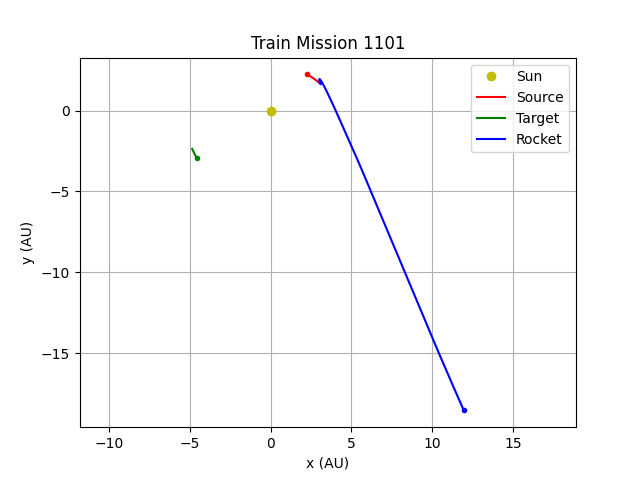 Train Mission 1101
Sun
Source
Target
Rocket
0
−5
−10
−15
y (AU)
−10
−5
0
5
10
15
x (AU)